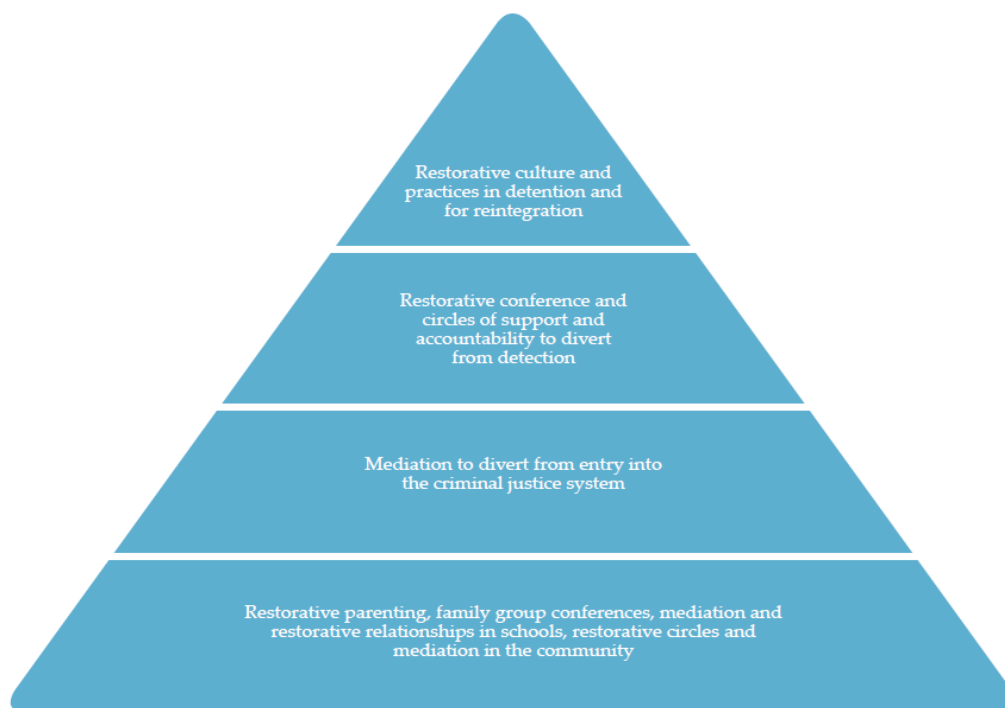 Restorative culture and
practices in detention and
for reintegration
Restorative conference and
circles of support and
accountability to divert
from detection
Mediation to divert from entry into
the criminal justice system
Restorative parenting, family group conferences, mediation and
restorative relationships in schools, restorative circles and
mediation in the community